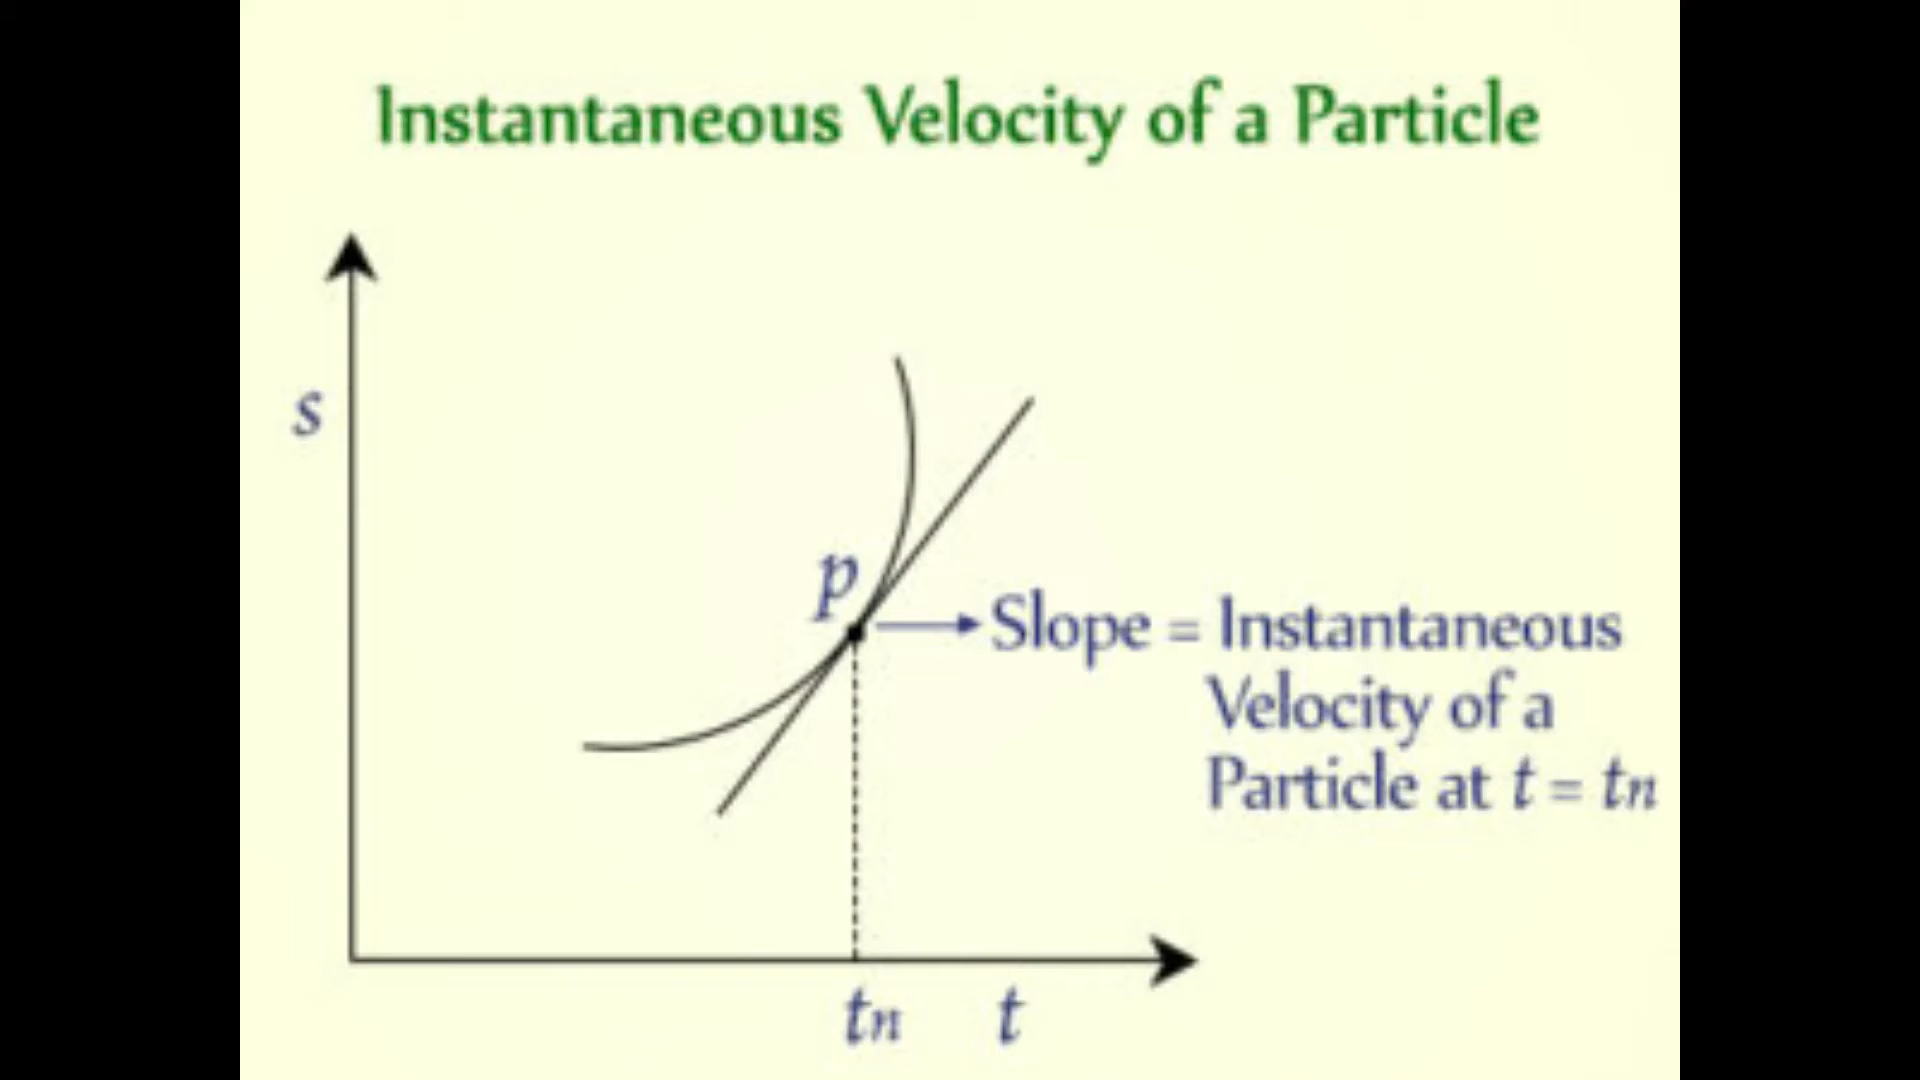 Instantaneous Velocity of a Particle
s
p
Slope = Instantaneous
Velocity of a
Particle at t = tn
tn t